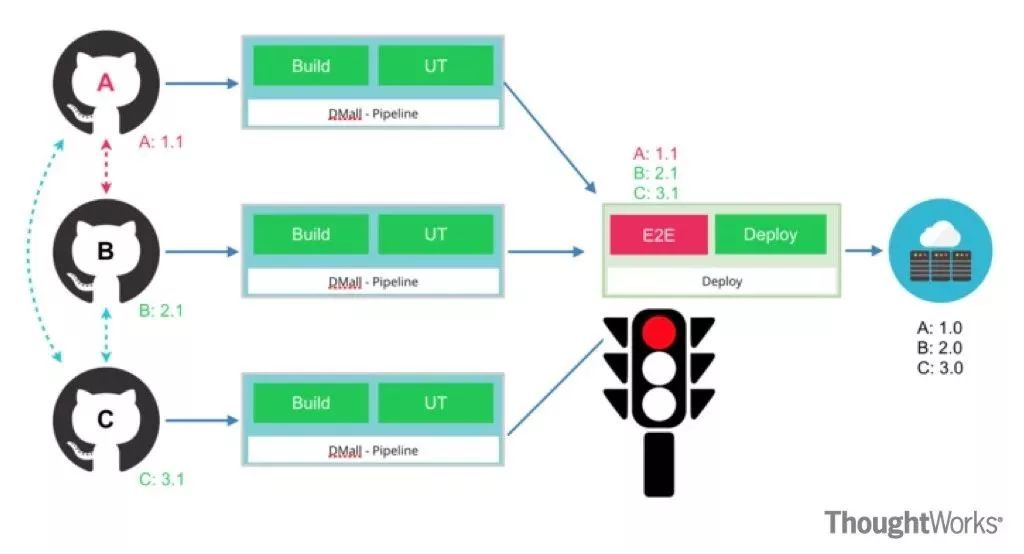 A
A: 1.1
Build
UT
DMall - Pipeline
B
B: 2.1
Build
UT
DMall - Pipeline
C
C: 3.1
Build
UT
DMall - Pipeline
A: 1.1
B: 2.1
C: 3.1
E2E
Deploy
Deploy
A: 1.0
B: 2.0
C: 3.0
ThoughtWorks®